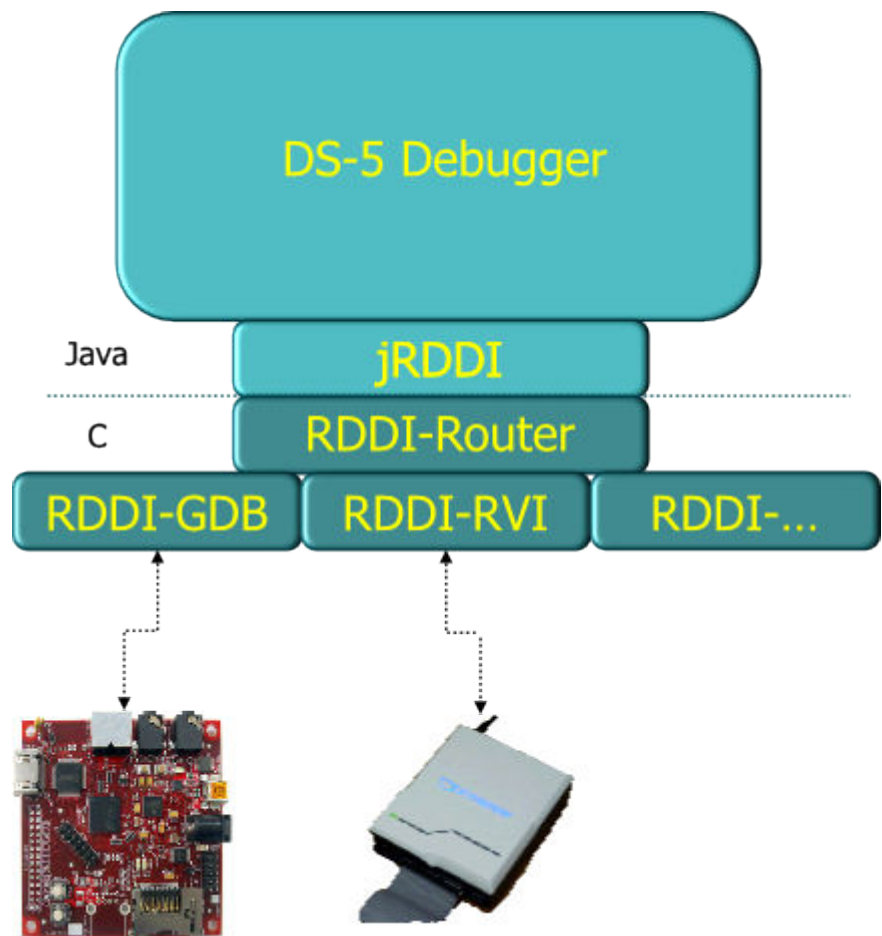 DS-5 Debugger
Java
jRDDI
C
RDDI-Router
RDDI-GDB
RDDI-RVI
RDDI-...